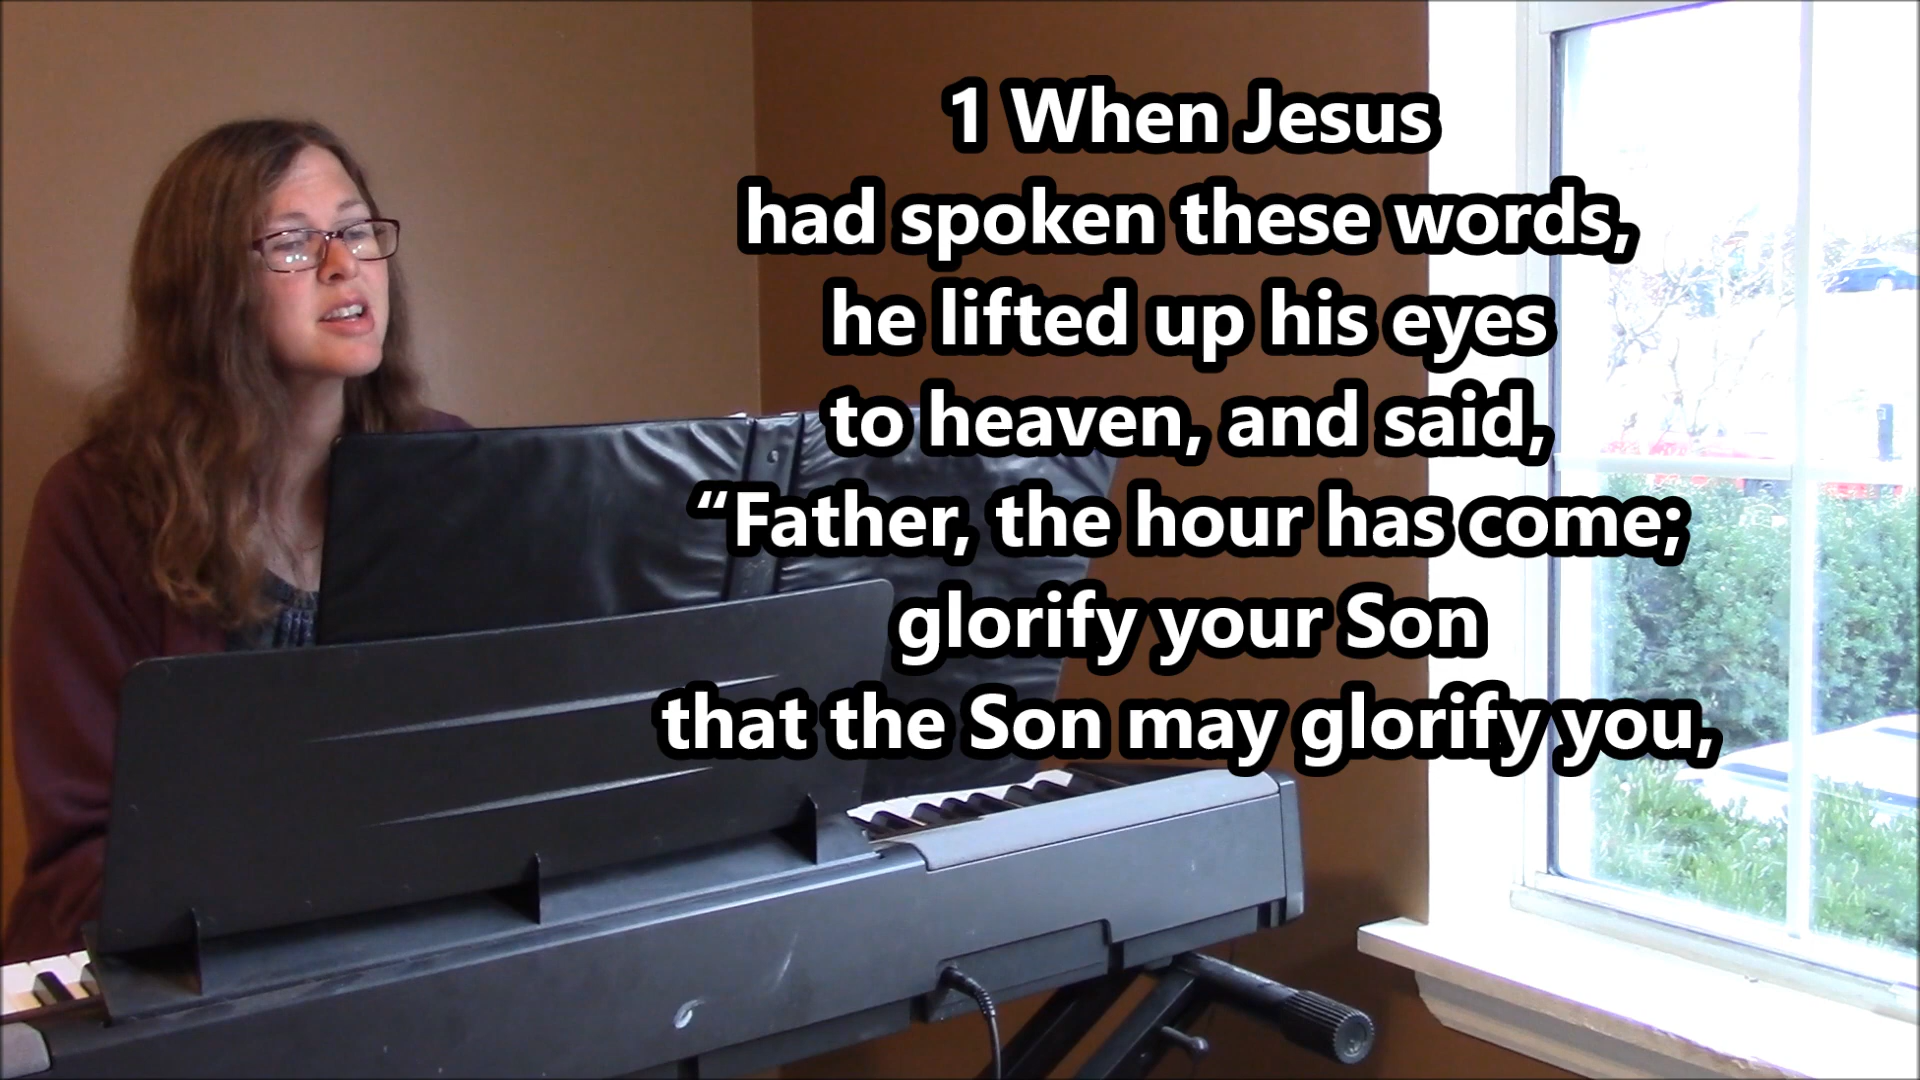 1 When Jesus
had spoken these words,
he lifted up his eyes
to heaven, and said,
“Father, the hour has come;
glorify your Son
that the Son may glorify you,